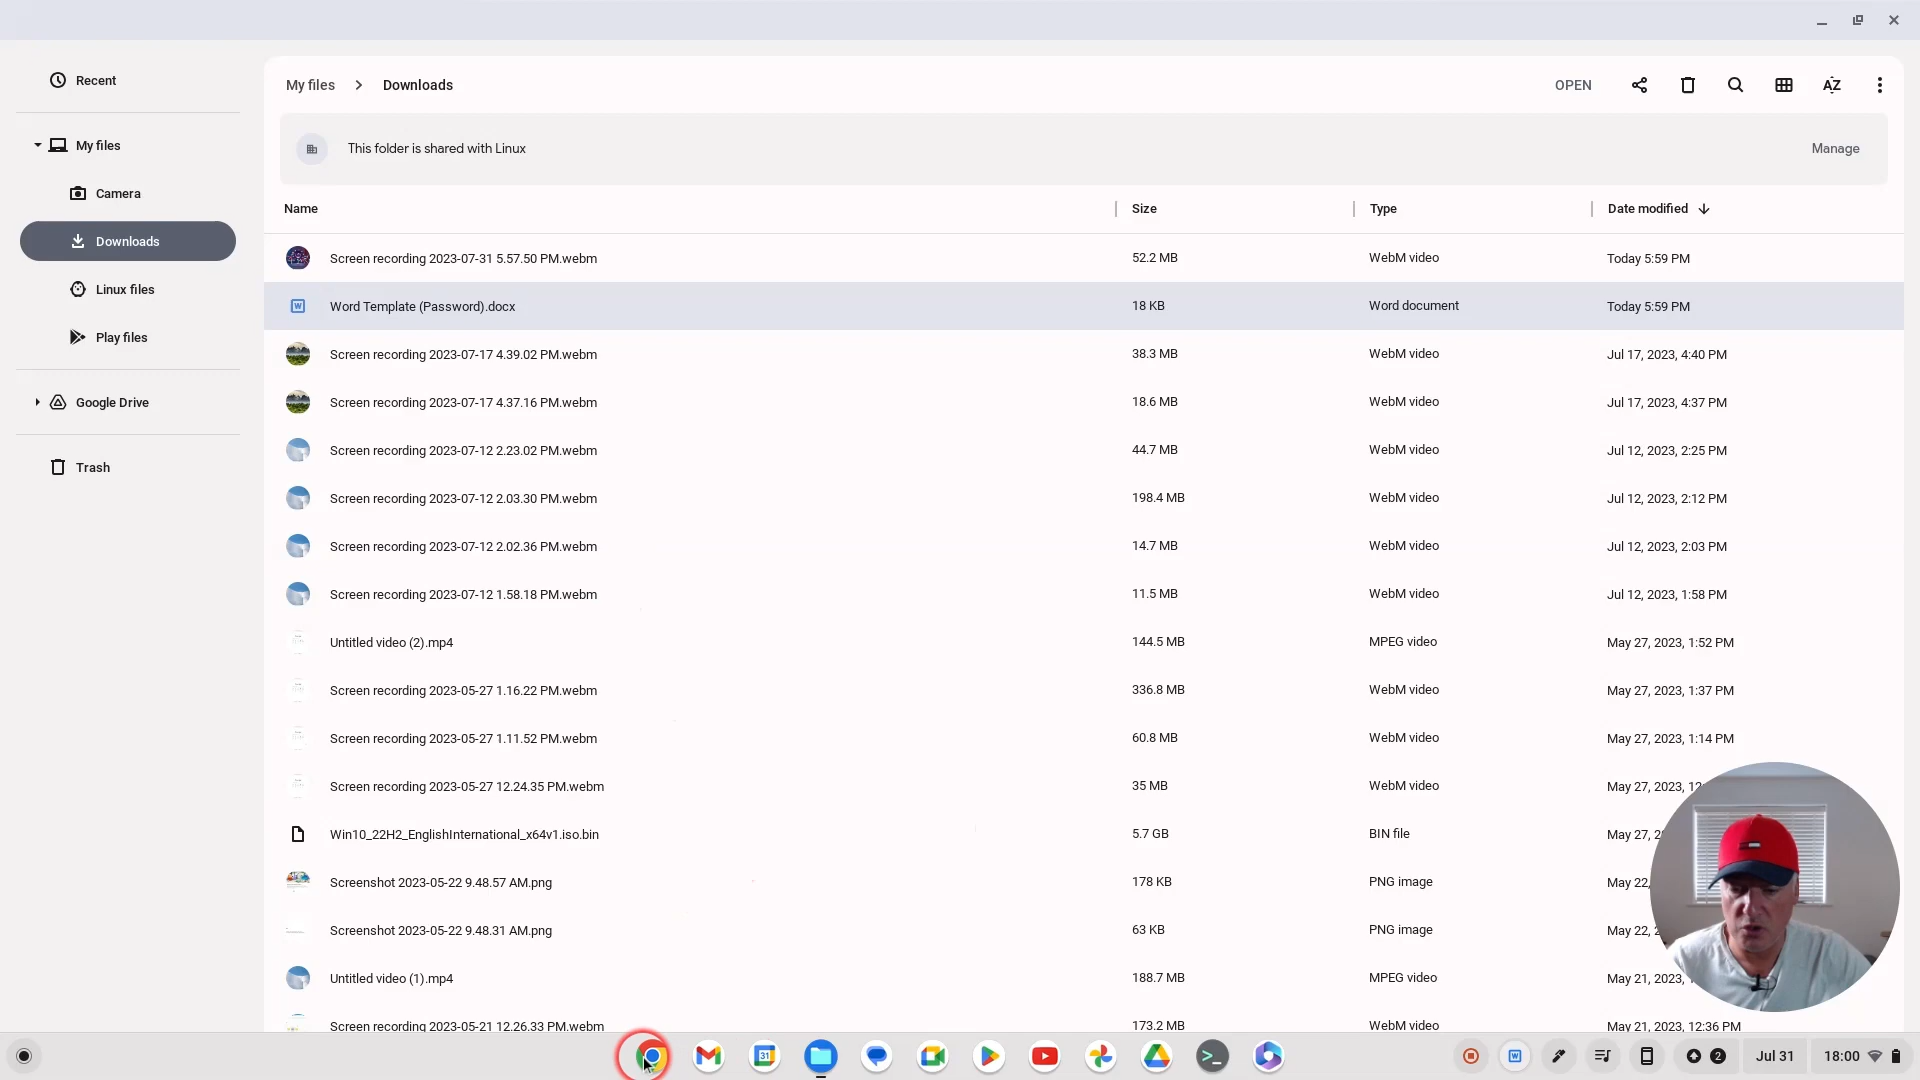 Recent
My files
Camera
Downloads
Linux files
Play files
Google Drive
Trash
My files > Downloads
OPEN
AZ
This folder is shared with Linux
Manage
Name Size Type Date modified
Screen recording 2023-07-31 5.57.50 PM.webm 52.2 MB WebM video Today 5:59 PM
Word Template (Password).docx 18 KB Word document Today 5:59 PM
Screen recording 2023-07-17 4.39.02 PM.webm 38.3 MB WebM video Jul 17, 2023, 4:40 PM
Screen recording 2023-07-17 4.37.16 PM.webm 18.6 MB WebM video Jul 17, 2023, 4:37 PM
Screen recording 2023-07-12 2.23.02 PM.webm 44.7 MB WebM video Jul 12, 2023, 2:25 PM
Screen recording 2023-07-12 2.03.30 PM.webm 198.4 MB WebM video Jul 12, 2023, 2:12 PM
Screen recording 2023-07-12 2.02.36 PM.webm 14.7 MB WebM video Jul 12, 2023, 2:03 PM
Screen recording 2023-07-12 1.58.18 PM.webm 11.5 MB WebM video Jul 12, 2023, 1:58 PM
Untitled video (2).mp4 144.5 MB MPEG video May 27, 2023, 1:52 PM
Screen recording 2023-05-27 1.16.22 PM.webm 336.8 MB WebM video May 27, 2023, 1:37 PM
Screen recording 2023-05-27 1.11.52 PM.webm 60.8 MB WebM video May 27, 2023, 1:14 PM
Screen recording 2023-05-27 12.24.35 PM.webm 35 MB WebM video May 27, 2023,
Win10_22H2_EnglishInternational_x64v1.iso.bin 5.7 GB BIN file May 27,
Screenshot 2023-05-22 9.48.57 AM.png 178 KB PNG image May 22,
Screenshot 2023-05-22 9.48.31 AM.png 63 KB PNG image May 22,
Untitled video (1).mp4 188.7 MB MPEG video May 21, 2023,
Screen recording 2023-05-21 12.26.33 PM.webm 173.2 MB WebM video May 21, 2023, 12:36 PM
31
W
2
Jul 31
18:00